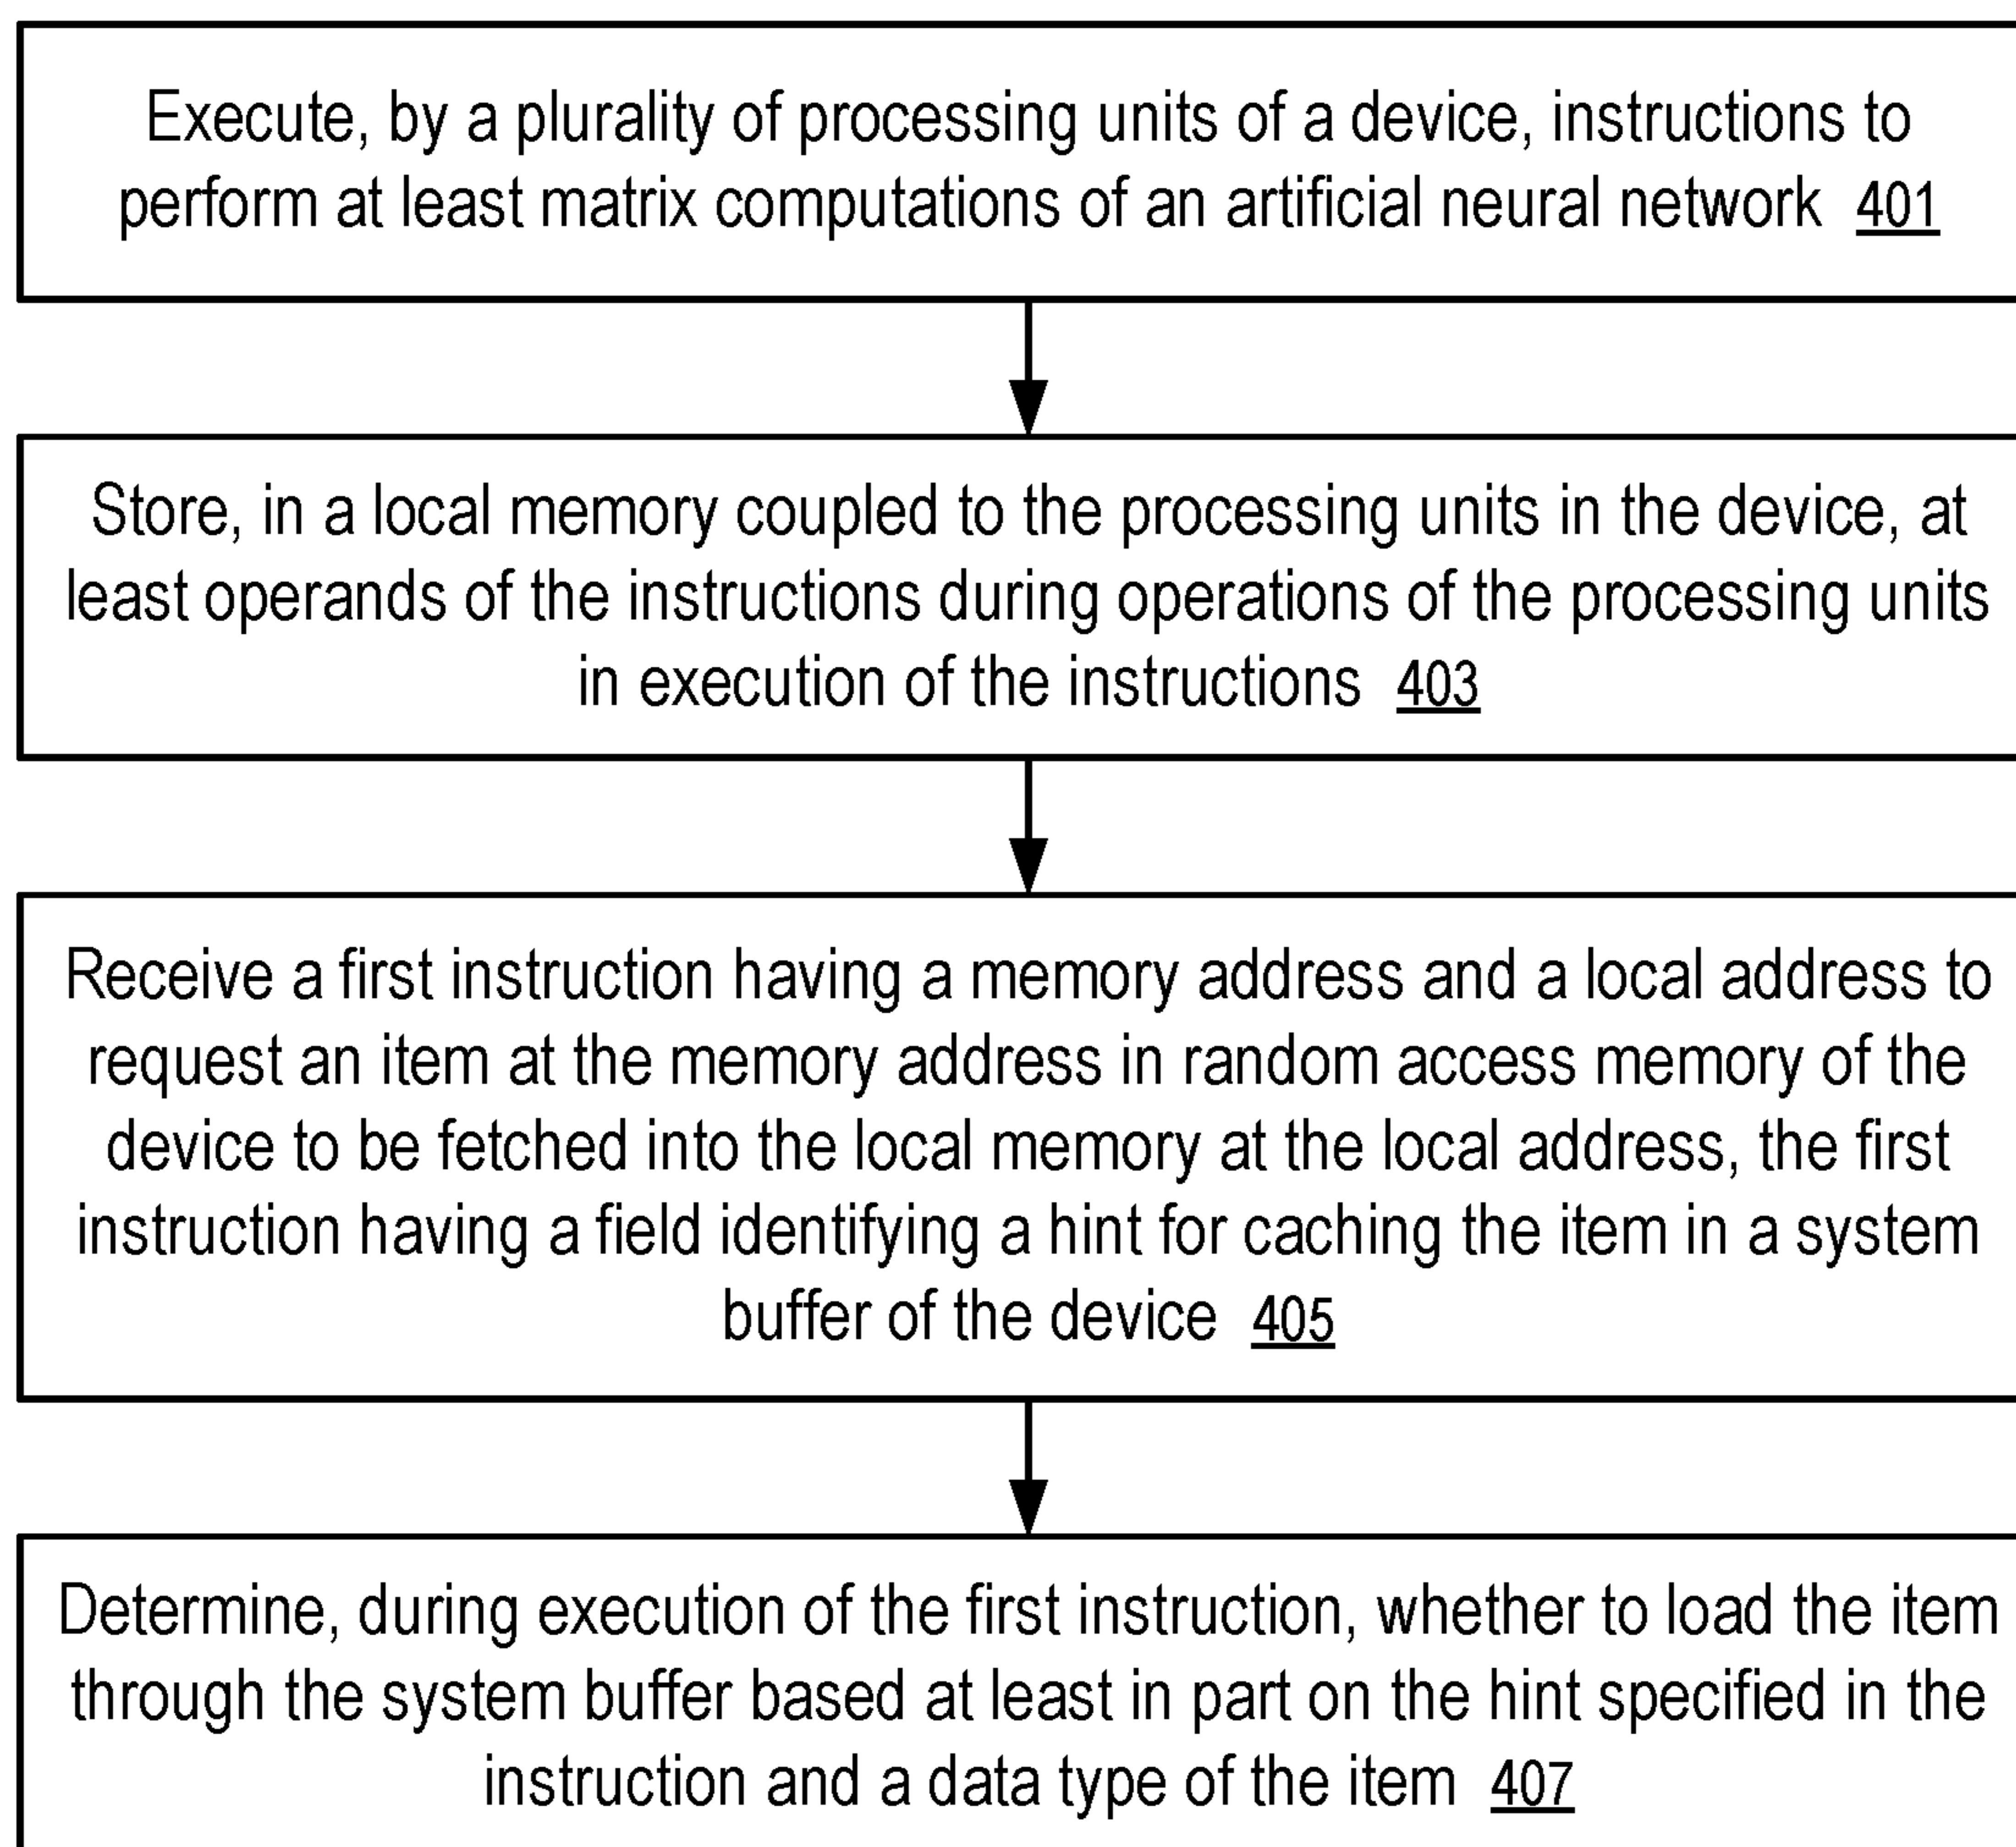 Execute, by a plurality of processing units of a device, instructions to
perform at least matrix computations of an artificial neural network 401
Store, in a local memory coupled to the processing units in the device, at
least operands of the instructions during operations of the processing units
in execution of the instructions 403
Receive a first instruction having a memory address and a local address to
request an item at the memory address in random access memory of the
device to be fetched into the local memory at the local address, the first
instruction having a field identifying a hint for caching the item in a system
buffer of the device 405
Determine, during execution of the first instruction, whether to load the item
through the system buffer based at least in part on the hint specified in the
instruction and a data type of the item 407